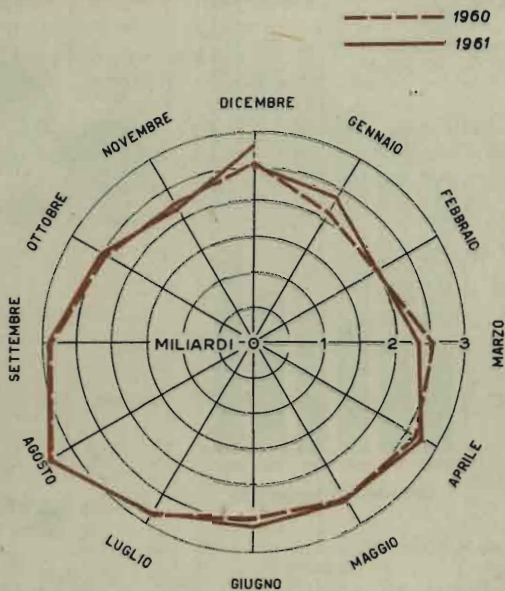 1960
1961
DICEMBRE
GENNAIO
FEBBRAIO
MARZO
APRILE
MAGGIO
GIUGNO
LUGLIO
AGOSTO
SETTEMBRE
OTTOBRE
NOVEMBRE
MILIARDI - 0 1 2 3